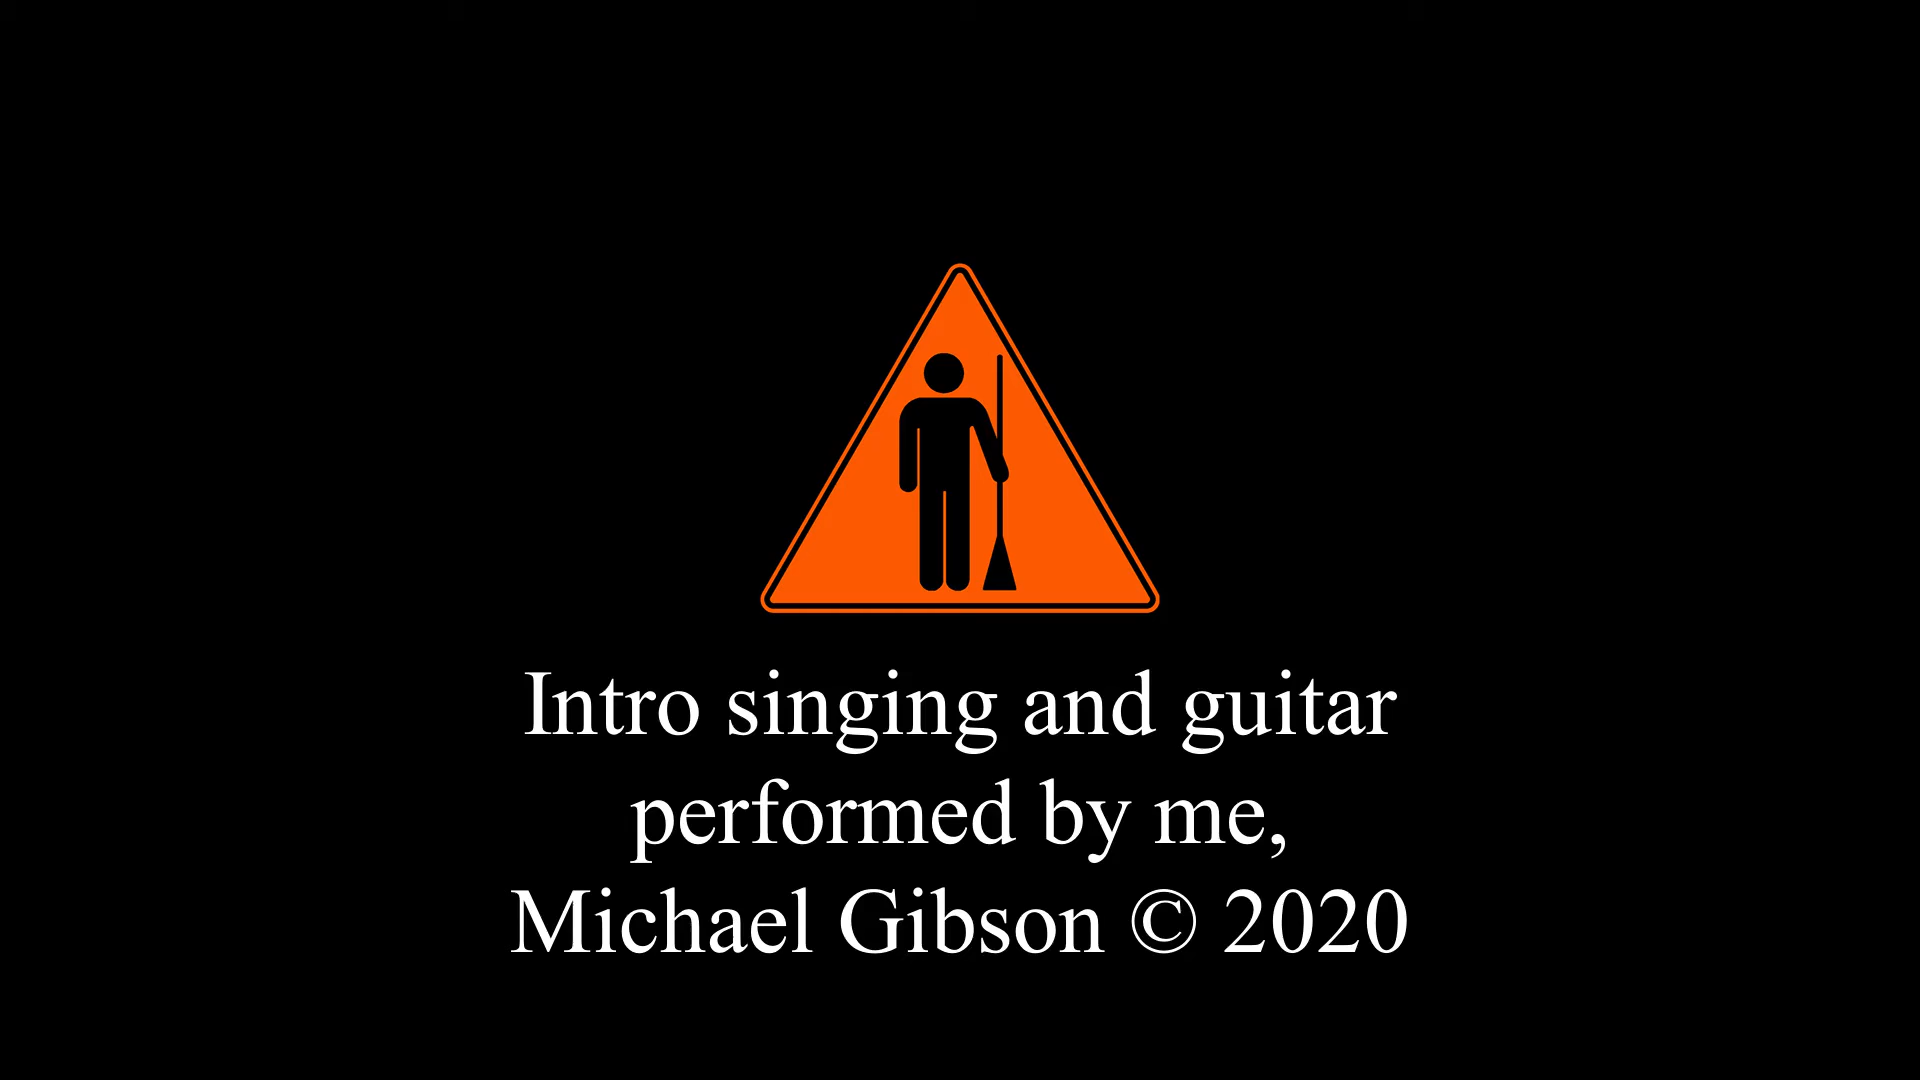 Intro singing and guitar
performed by me,
Michael Gibson © 2020